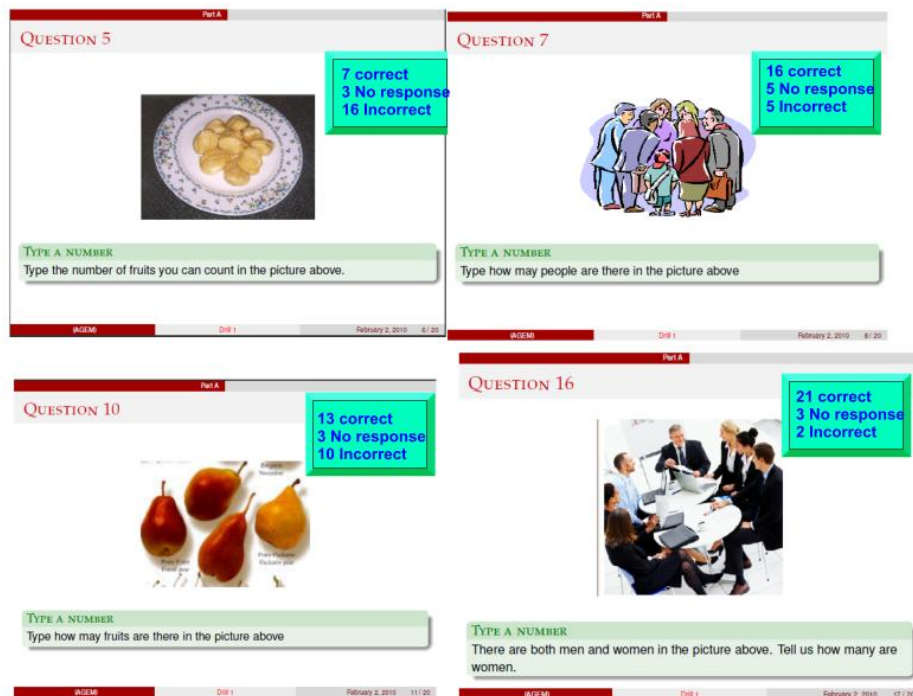 Part A
QUESTION 5
7 correct
3 No response
16 Incorrect
TYPE A NUMBER
Type the number of fruits you can count in the picture above.
(AGEM)
Drill 1
February 2, 2010 6 / 20
Part A
QUESTION 7
16 correct
5 No response
5 Incorrect
TYPE A NUMBER
Type how may people are there in the picture above
(AGEM)
Drill 1
February 2, 2010 8 / 20
Part A
QUESTION 10
13 correct
3 No response
10 Incorrect
TYPE A NUMBER
Type how may fruits are there in the picture above
(AGEM)
Drill 1
February 2, 2010 11 / 20
Part A
QUESTION 16
21 correct
3 No response
2 Incorrect
TYPE A NUMBER
There are both men and women in the picture above. Tell us how many are
women.
(AGEM)
Drill 1
February 2, 2010 17 / 20